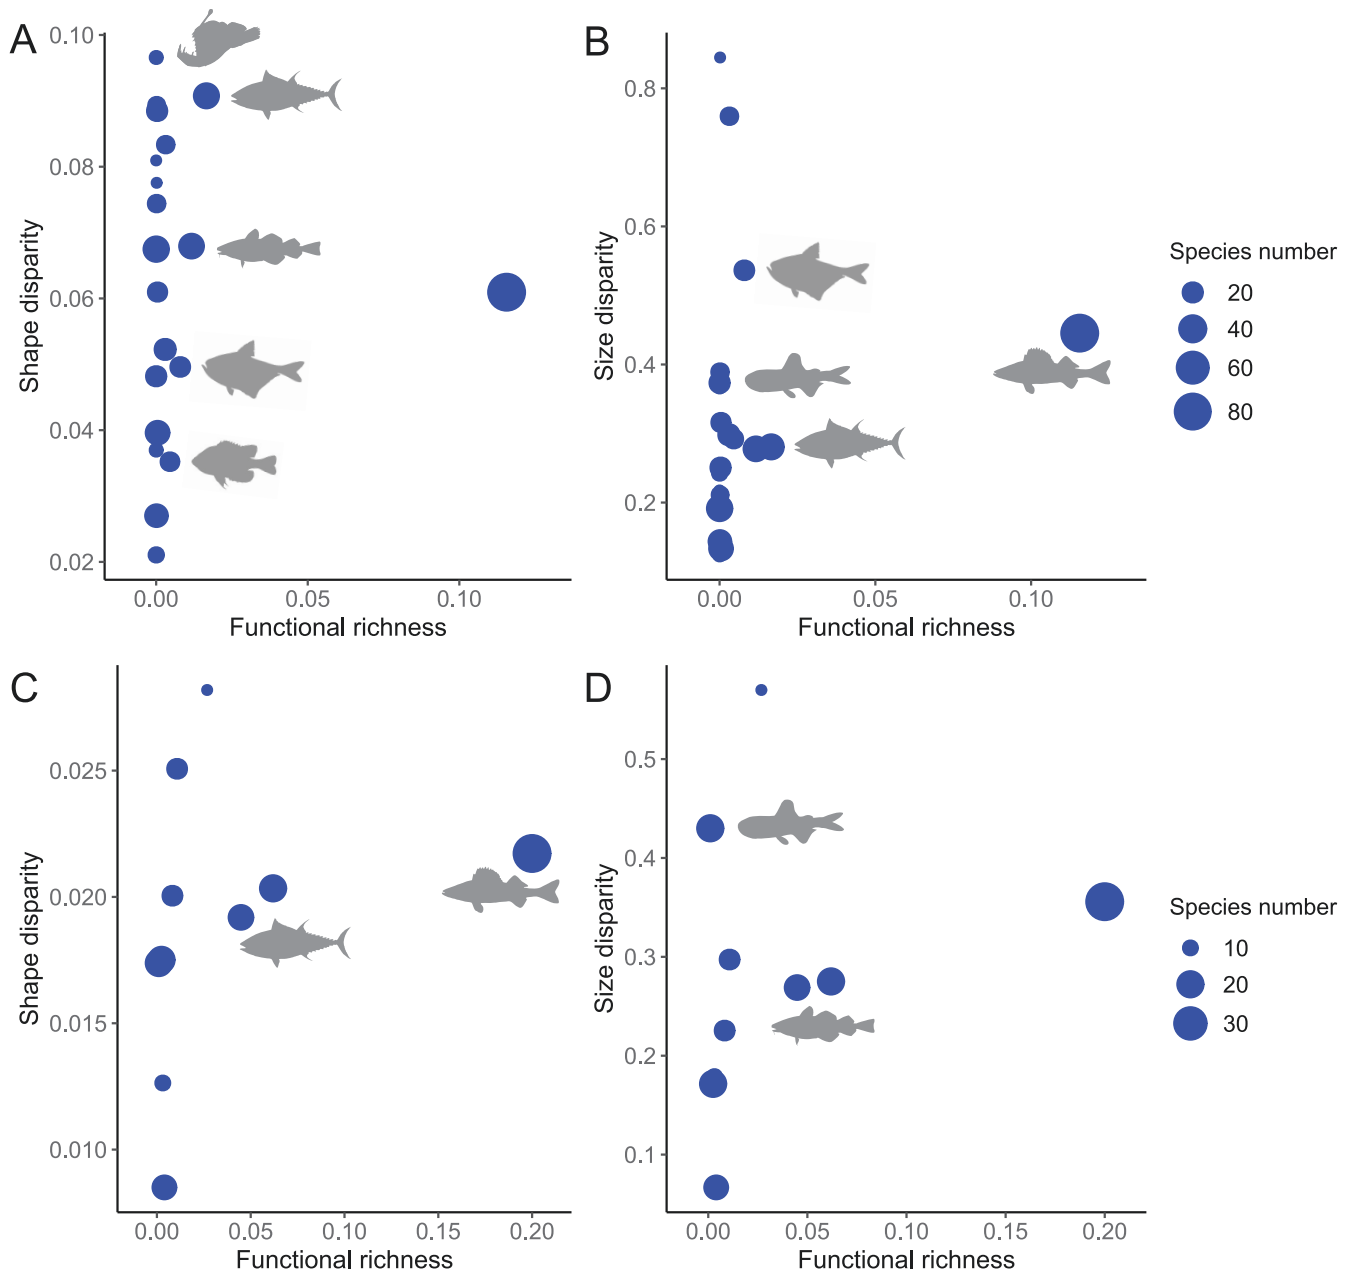 A
0.10
0.08
0.06
0.04
0.02
Shape disparity
0.00
0.05
0.10
Functional richness
B
0.8
0.6
0.4
0.2
Size disparity
0.00
0.05
0.10
Functional richness
Species number
20
40
60
80
C
0.025
0.020
0.015
0.010
Shape disparity
0.00
0.05
0.10
0.15
0.20
Functional richness
D
0.5
0.4
0.3
0.2
0.1
Size disparity
0.00
0.05
0.10
0.15
0.20
Functional richness
Species number
10
20
30